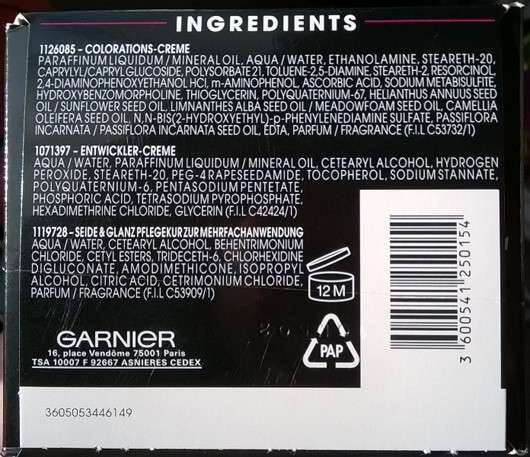 INGREDIENTS
1126085 - COLORATIONS-CREME
PARAFFINUM LIQUIDUM / MINERAL OIL, AQUA / WATER, ETHANOLAMINE, STEARETH-20,
CAPRYLYL/CAPRYL GLUCOSIDE, POLYSORBATE 21, TOLUENE-2,5-DIAMINE, STEARETH-2, RESORCINOL,
2,4-DIAMINOPHENOXYETHANOL HCl, m-AMINOPHENOL, ASCORBIC ACID, SODIUM METABISULFITE,
HYDROXYBENZOMORPHOLINE, THIOGLYCERIN, POLYQUATERNIUM-67, HELIANTHUS ANNUUS SEED
OIL / SUNFLOWER SEED OIL, LIMNANTHES ALBA SEED OIL / MEADOWFOAM SEED OIL, CAMELLIA
OLEIFERA SEED OIL, N,N-BIS(2-HYDROXYETHYL)-p-PHENYLENEDIAMINE SULFATE, PASSIFLORA
INCARNATA / PASSIFLORA INCARNATA SEED OIL, EDTA, PARFUM / FRAGRANCE (F.I.L C53732/1)
1071397 - ENTWICKLER-CREME
AQUA / WATER, PARAFFINUM LIQUIDUM / MINERAL OIL, CETEARYL ALCOHOL, HYDROGEN
PEROXIDE, STEARETH-20, PEG-4 RAPESEEDAMIDE, TOCOPHEROL, SODIUM STANNATE,
POLYQUATERNIUM-6, PENTASODIUM PENTETATE,
PHOSPHORIC ACID, TETRASODIUM PYROPHOSPHATE,
HEXADIMETHRINE CHLORIDE, GLYCERIN (F.I.L C42424/1)
1119728 - SEIDE & GLANZ PFLEGEKUR ZUR MEHRFACHANWENDUNG
AQUA / WATER, CETEARYL ALCOHOL, BEHENTRIMONIUM
CHLORIDE, CETYL ESTERS, TRIDECETH-6, CHLORHEXIDINE
DIGLUCONATE, AMODIMETHICONE, ISOPROPYL
ALCOHOL, CITRIC ACID, CETRIMONIUM CHLORIDE,
PARFUM / FRAGRANCE (F.I.L C53909/1)
12 M
PAP
3 600541 250154
GARNIER
16, place Vendôme 75001 Paris
TSA 10007 F 92667 ASNIERES CEDEX
3605053446149